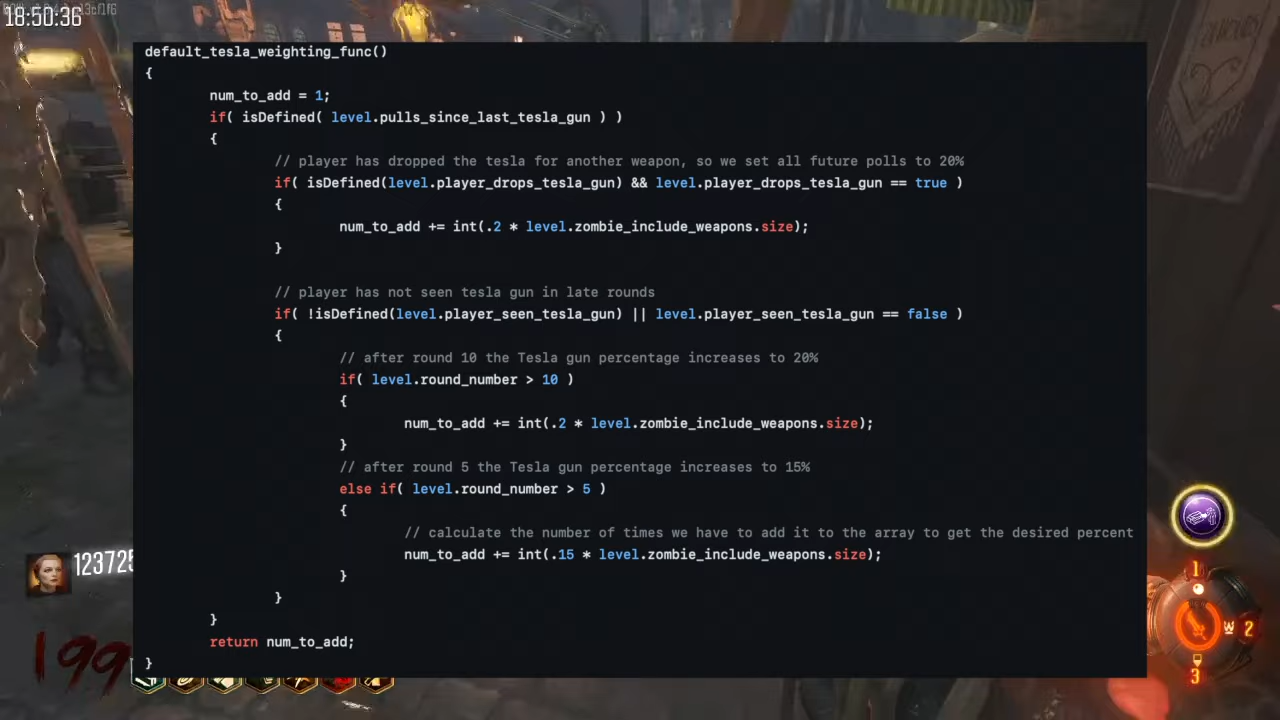 18:50:36
default_tesla_weighting_func()
{
num_to_add = 1;
if( isDefined( level.pulls_since_last_tesla_gun ) )
{
// player has dropped the tesla for another weapon, so we set all future polls to 20%
if( isDefined(level.player_drops_tesla_gun) && level.player_drops_tesla_gun == true )
{
num_to_add += int(.2 * level.zombie_include_weapons.size);
}
// player has not seen tesla gun in late rounds
if( !isDefined(level.player_seen_tesla_gun) || level.player_seen_tesla_gun == false )
{
// after round 10 the Tesla gun percentage increases to 20%
if( level.round_number > 10 )
{
num_to_add += int(.2 * level.zombie_include_weapons.size);
}
// after round 5 the Tesla gun percentage increases to 15%
else if( level.round_number > 5 )
{
// calculate the number of times we have to add it to the array to get the desired percent
num_to_add += int(.15 * level.zombie_include_weapons.size);
}
}
}
return num_to_add;
}
123725
199
1
2
3